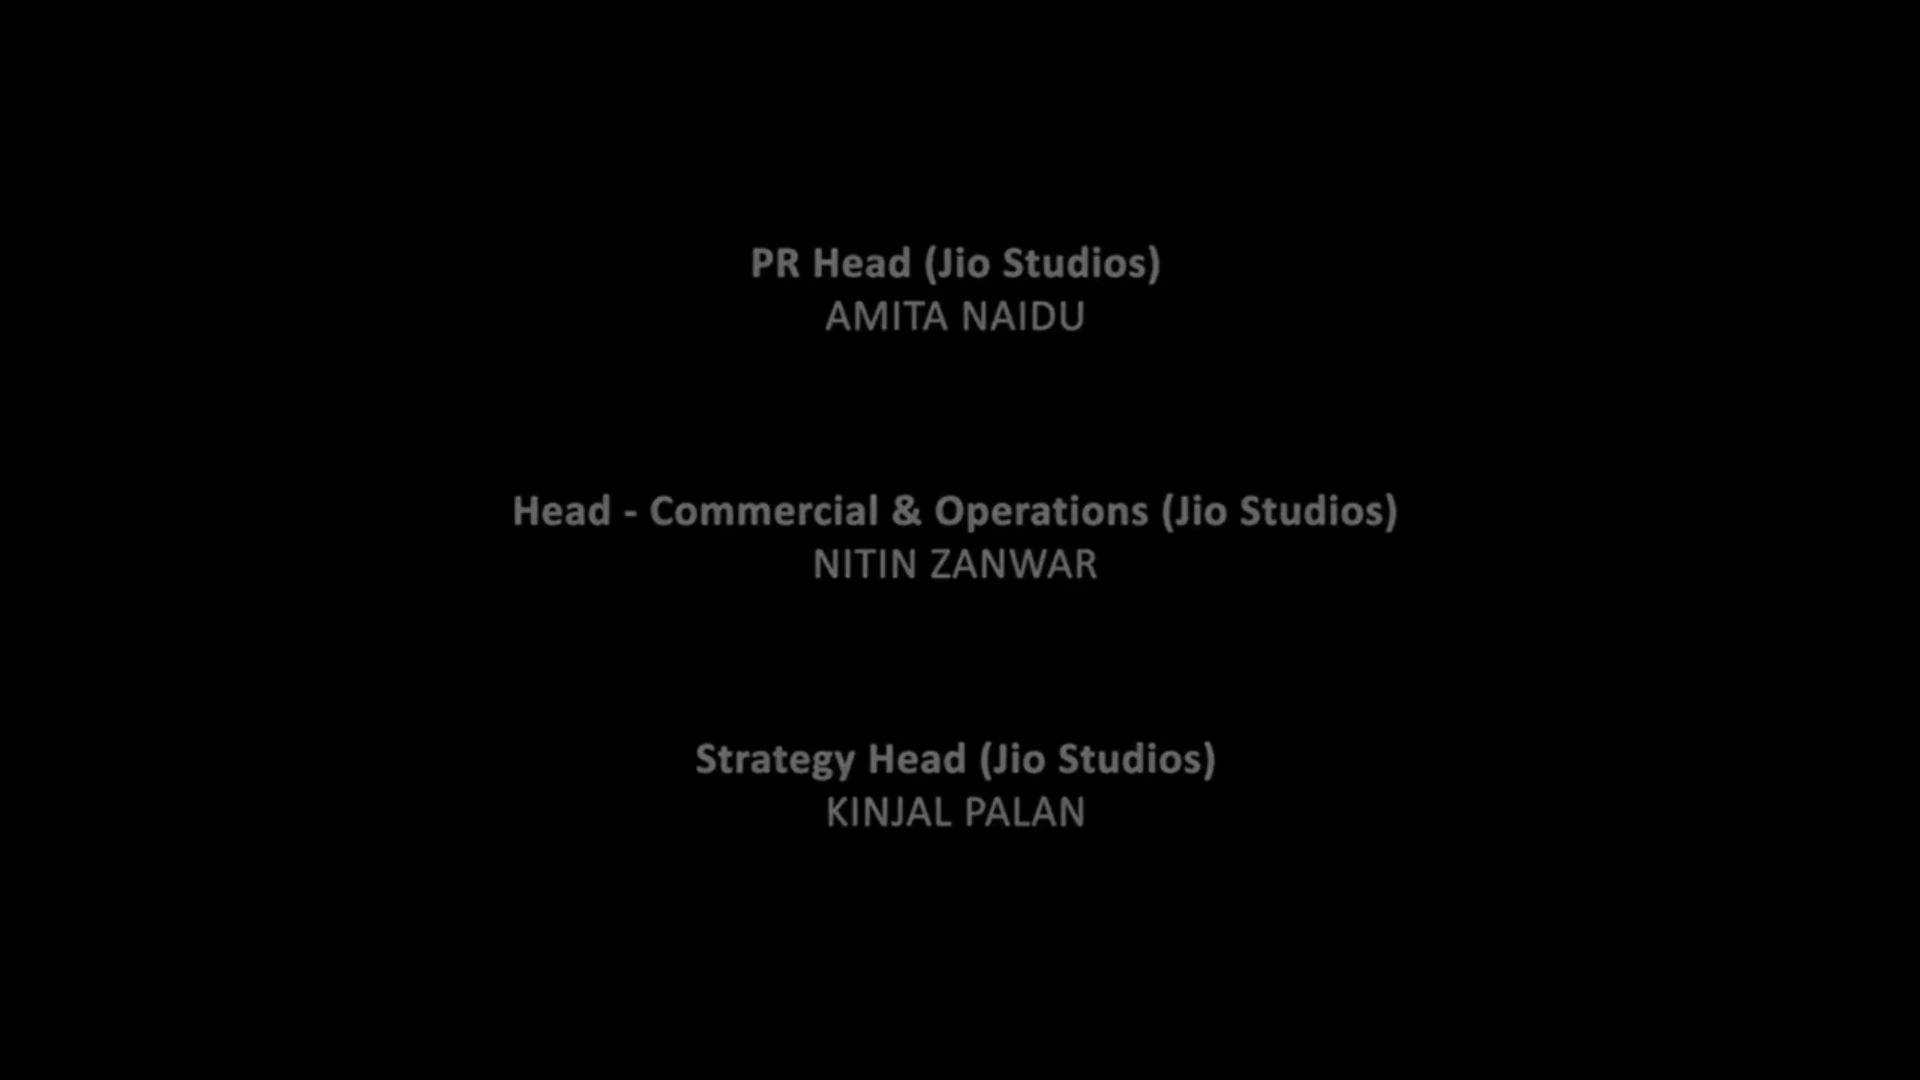 PR Head (Jio Studios)
AMITA NAIDU
Head - Commercial & Operations (Jio Studios)
NITIN ZANWAR
Strategy Head (Jio Studios)
KINJAL PALAN